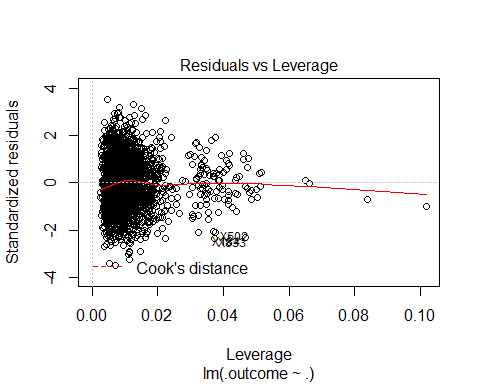 Residuals vs Leverage
Standardized residuals
4
2
0
-2
-4
Cook's distance
0.00 0.02 0.04 0.06 0.08 0.10
Leverage
lm(.outcome ~ .)